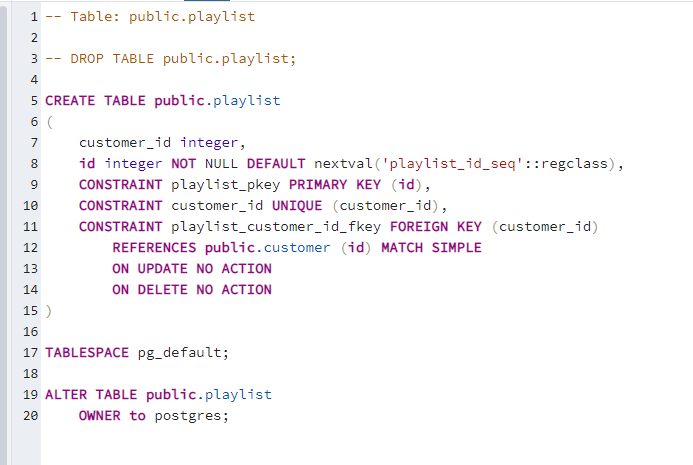 1 -- Table: public.playlist
2
3 -- DROP TABLE public.playlist;
4
5 CREATE TABLE public.playlist
6 (
7     customer_id integer,
8     id integer NOT NULL DEFAULT nextval('playlist_id_seq'::regclass),
9     CONSTRAINT playlist_pkey PRIMARY KEY (id),
10     CONSTRAINT customer_id UNIQUE (customer_id),
11     CONSTRAINT playlist_customer_id_fkey FOREIGN KEY (customer_id)
12         REFERENCES public.customer (id) MATCH SIMPLE
13         ON UPDATE NO ACTION
14         ON DELETE NO ACTION
15 )
16
17 TABLESPACE pg_default;
18
19 ALTER TABLE public.playlist
20     OWNER to postgres;